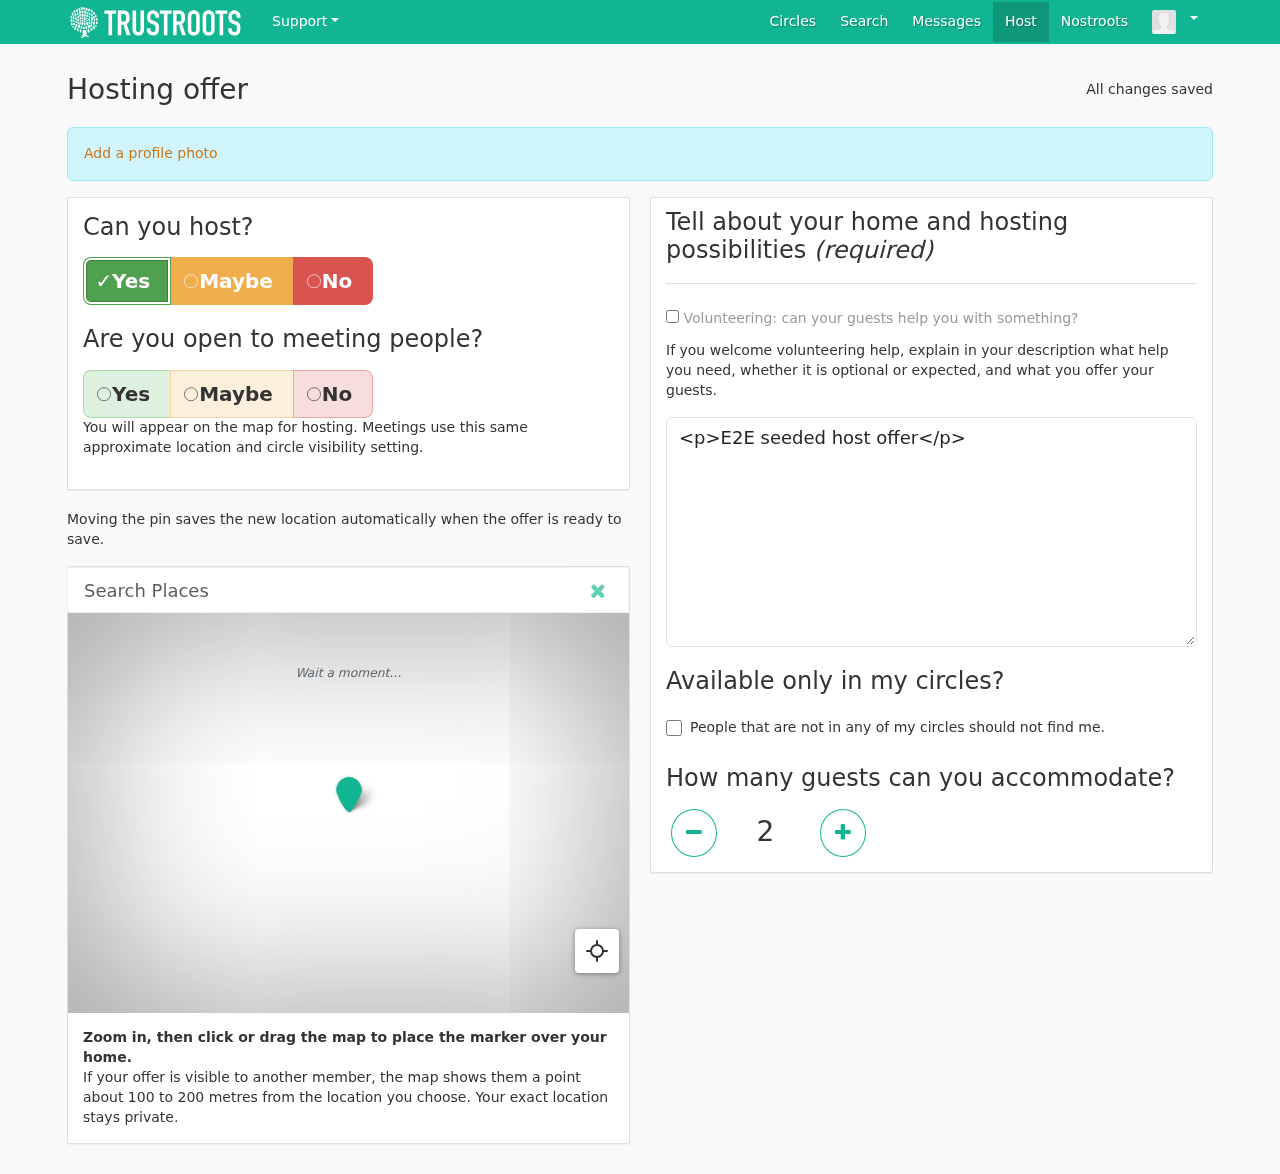 TRUSTROOTS
Support
Circles
Search
Messages
Host
Nostroots
Hosting offer
All changes saved
Add a profile photo
Can you host?
✓Yes
Maybe
No
Are you open to meeting people?
Yes
Maybe
No
You will appear on the map for hosting. Meetings use this same
approximate location and circle visibility setting.
Moving the pin saves the new location automatically when the offer is ready to
save.
Search Places
Wait a moment...
Zoom in, then click or drag the map to place the marker over your
home.
If your offer is visible to another member, the map shows them a point
about 100 to 200 metres from the location you choose. Your exact location
stays private.
Tell about your home and hosting
possibilities (required)
Volunteering: can your guests help you with something?
If you welcome volunteering help, explain in your description what help
you need, whether it is optional or expected, and what you offer your
guests.
<p>E2E seeded host offer</p>
Available only in my circles?
People that are not in any of my circles should not find me.
How many guests can you accommodate?
2